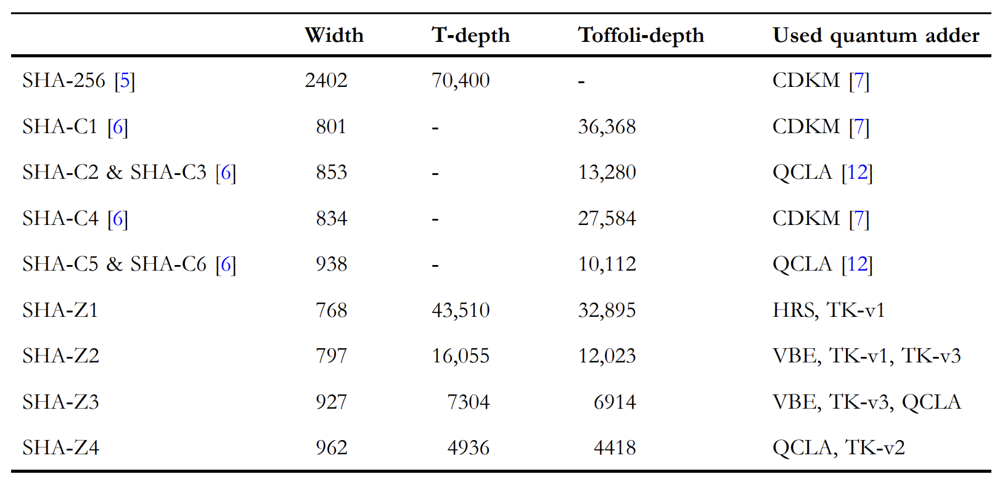 Width T-depth Toffoli-depth Used quantum adder
SHA-256 [5] 2402 70,400 - CDKM [7]
SHA-C1 [6] 801 - 36,368 CDKM [7]
SHA-C2 & SHA-C3 [6] 853 - 13,280 QCLA [12]
SHA-C4 [6] 834 - 27,584 CDKM [7]
SHA-C5 & SHA-C6 [6] 938 - 10,112 QCLA [12]
SHA-Z1 768 43,510 32,895 HRS, TK-v1
SHA-Z2 797 16,055 12,023 VBE, TK-v1, TK-v3
SHA-Z3 927 7304 6914 VBE, TK-v3, QCLA
SHA-Z4 962 4936 4418 QCLA, TK-v2